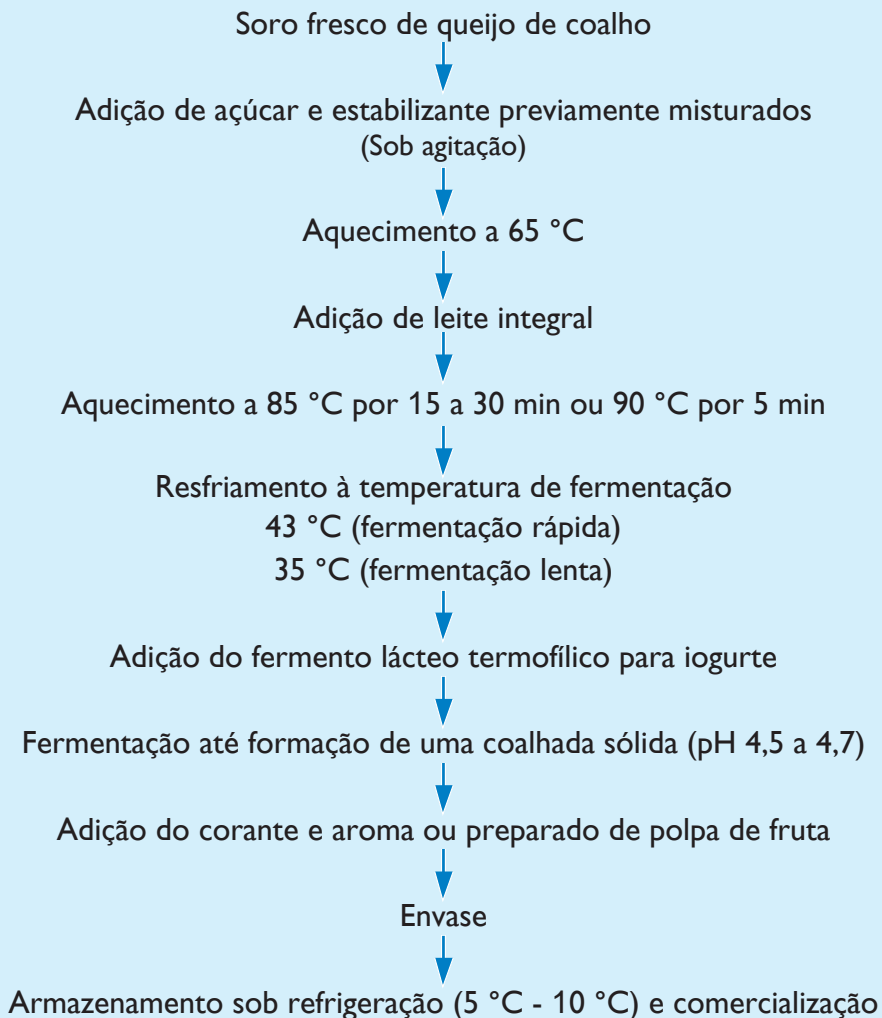 Soro fresco de queijo de coalho
Adição de açúcar e estabilizante previamente misturados
(Sob agitação)
Aquecimento a 65 °C
Adição de leite integral
Aquecimento a 85 °C por 15 a 30 min ou 90 °C por 5 min
Resfriamento à temperatura de fermentação
43 °C (fermentação rápida)
35 °C (fermentação lenta)
Adição do fermento lácteo termofílico para iogurte
Fermentação até formação de uma coalhada sólida (pH 4,5 a 4,7)
Adição do corante e aroma ou preparado de polpa de fruta
Envase
Armazenamento sob refrigeração (5 °C - 10 °C) e comercialização